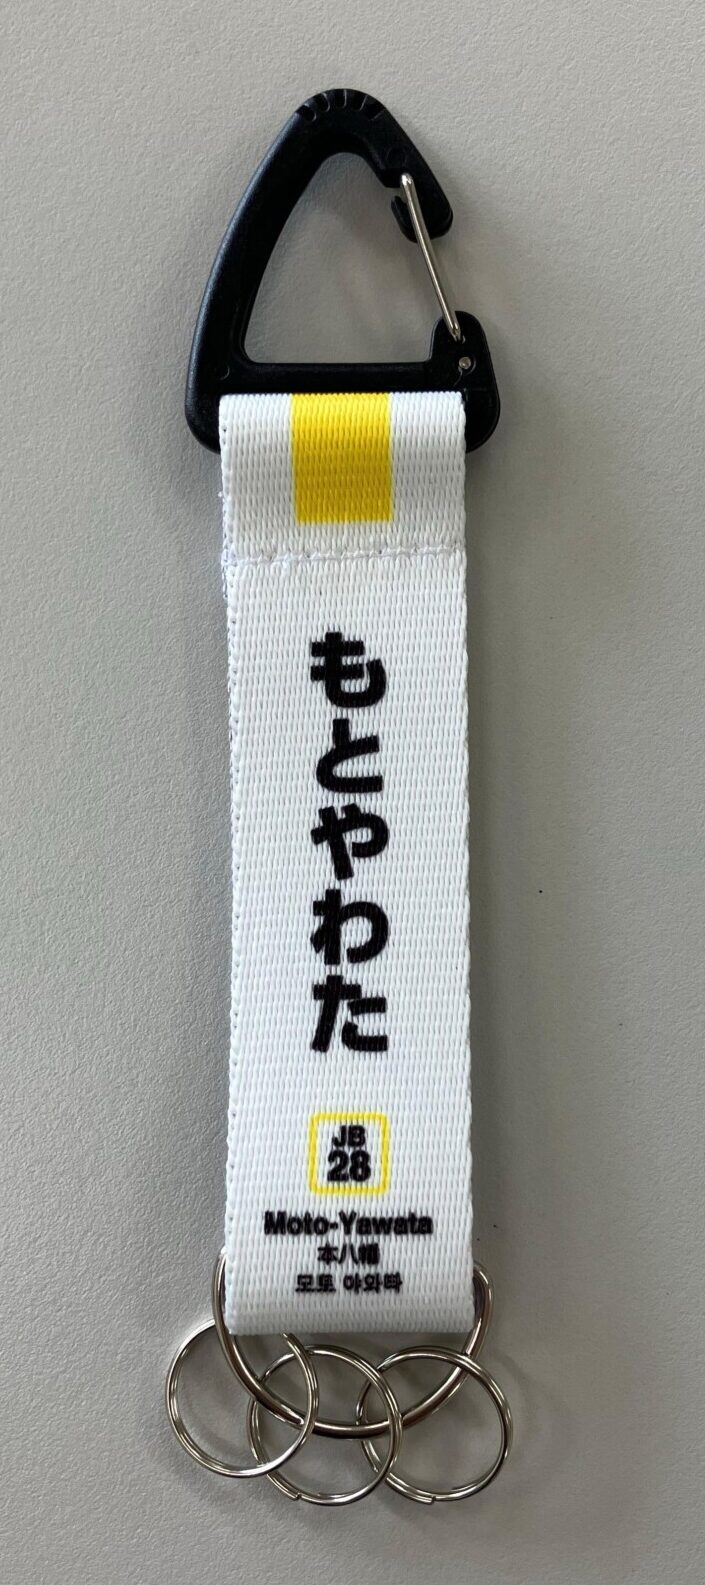 もとやわた
JB
28
Moto-Yawata
本八幡
모토 야와타